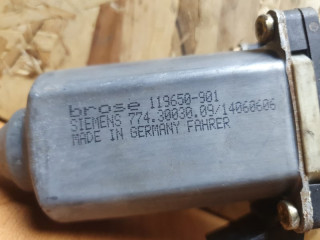 brose 119650-901
SIEMENS 774.30030.09/14060606
MADE IN GERMANY FAHRER